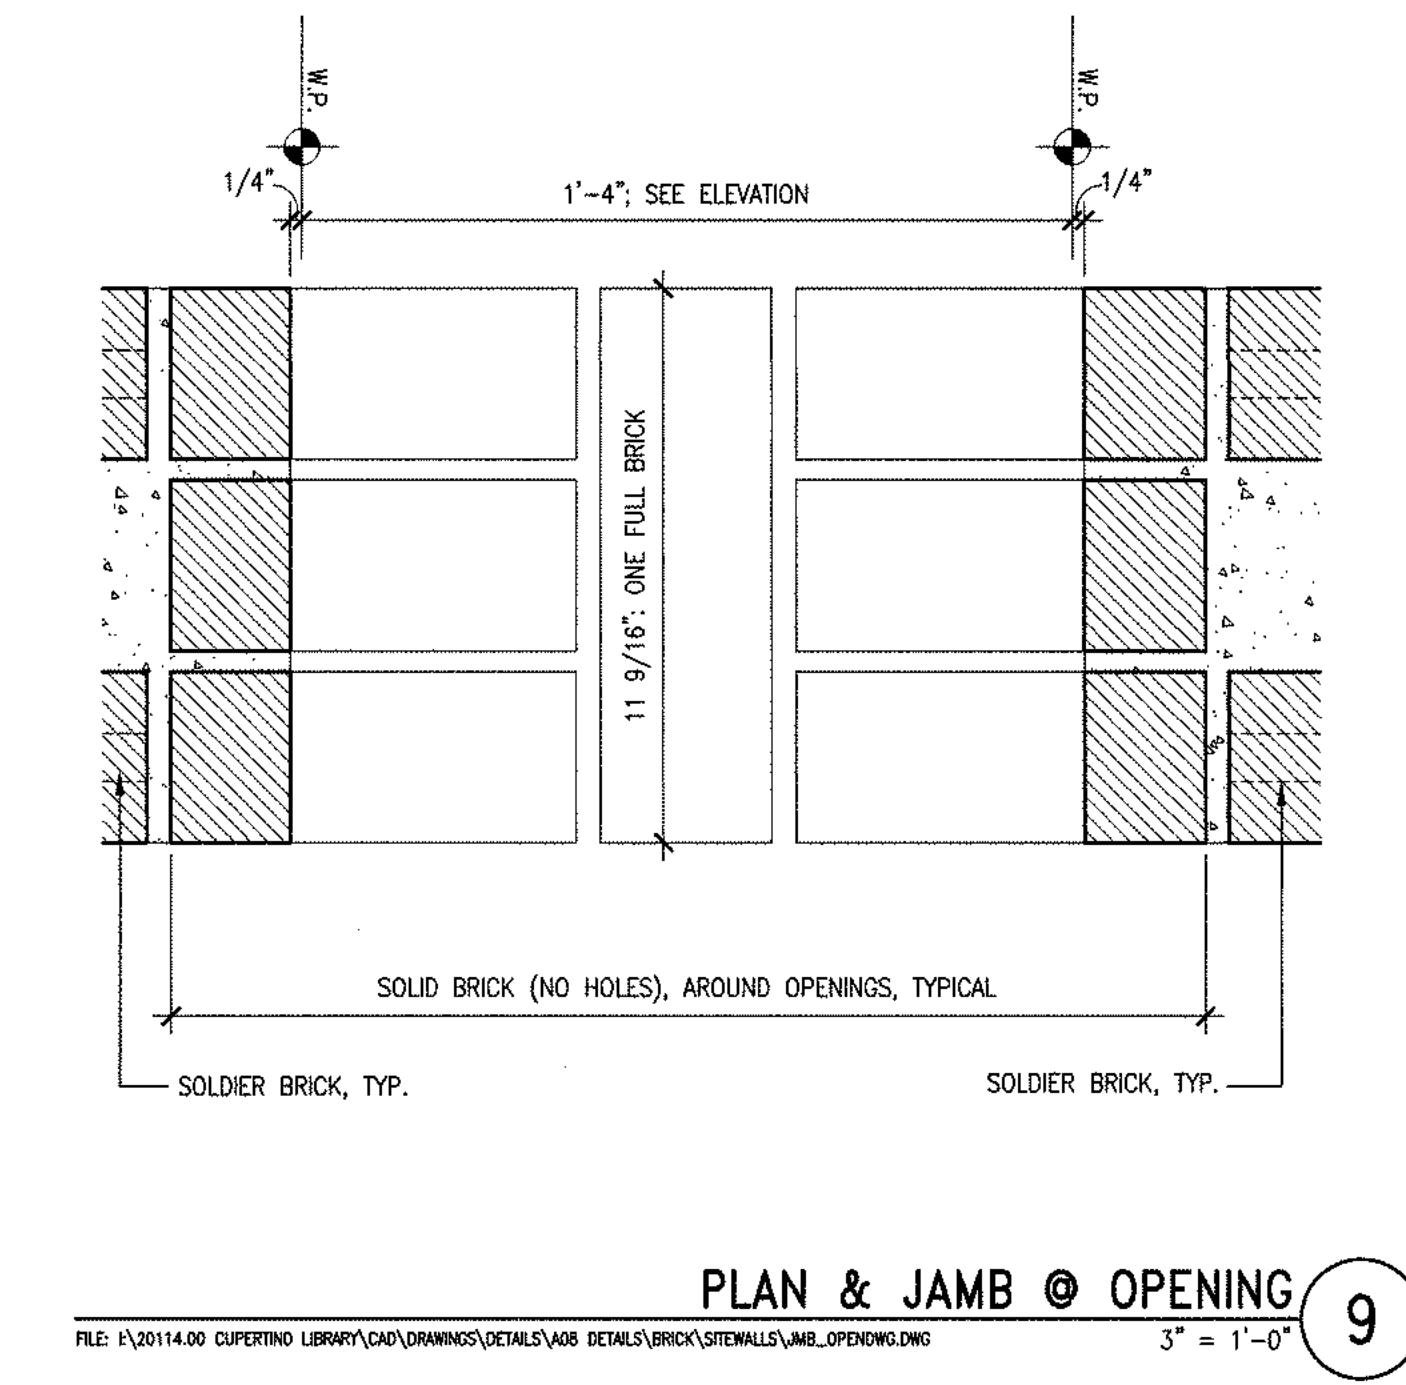 W.P.
W.P.
1/4"
1'-4"; SEE ELEVATION
1/4"
11 9/16": ONE FULL BRICK
SOLID BRICK (NO HOLES), AROUND OPENINGS, TYPICAL
SOLDIER BRICK, TYP.
SOLDIER BRICK, TYP.
PLAN & JAMB @ OPENING
9
FILE: I:\20114.00 CUPERTINO LIBRARY\CAD\DRAWINGS\DETAILS\A08 DETAILS\BRICK\SITEWALLS\JMB_OPENDWG.DWG
3" = 1'-0"